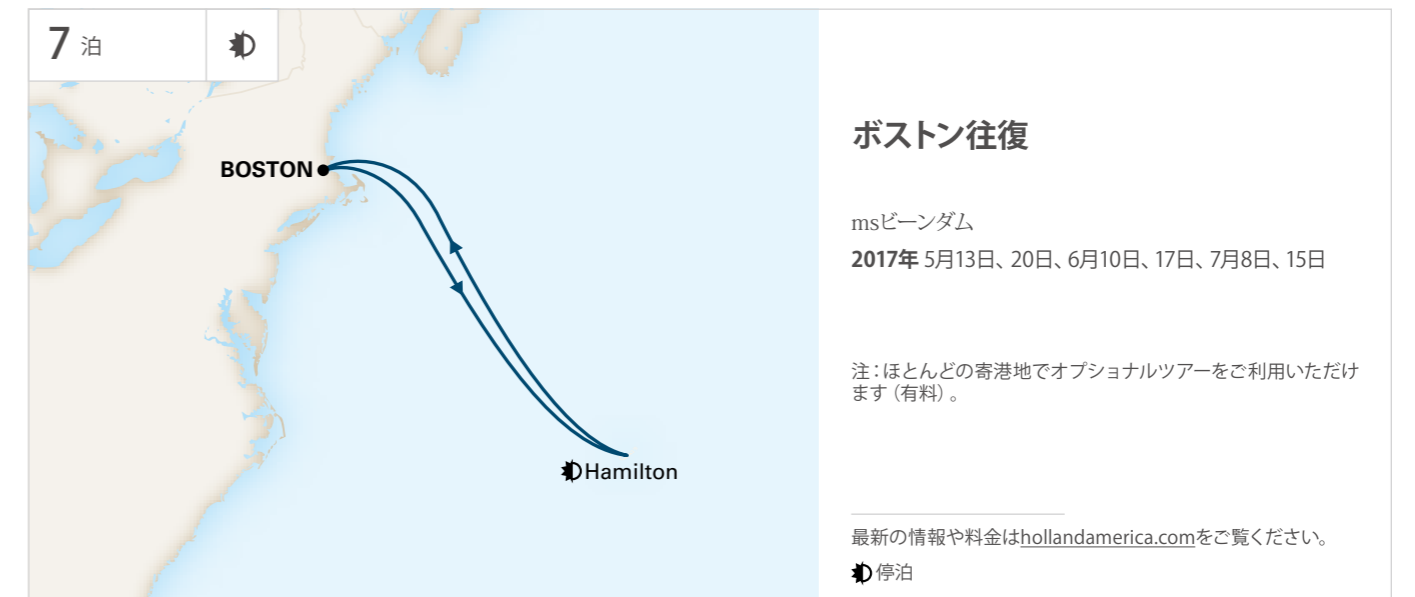 7 泊
BOSTON
Hamilton
ボストン往復
msビーンダム
2017年 5月13日、20日、6月10日、17日、7月8日、15日
注：ほとんどの寄港地でオプショナルツアーをご利用いただけ
ます（有料）。
最新の情報や料金はhollandamerica.comをご覧ください。
停泊